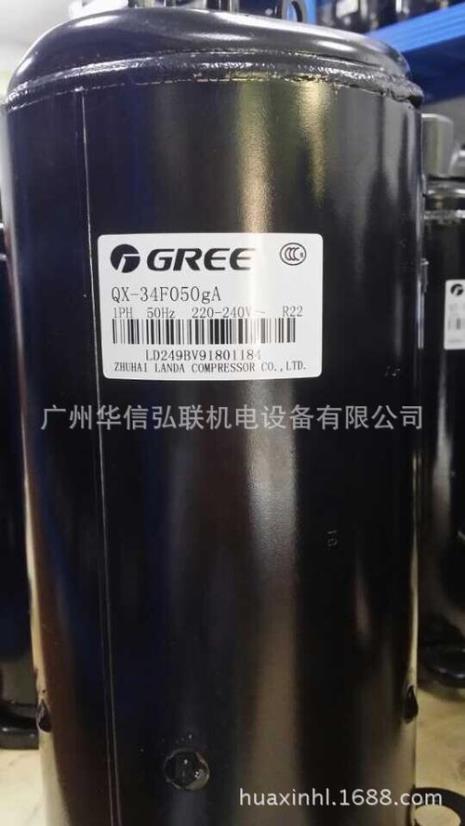 GREE
QX-34F050gA
1PH 50Hz 220-240V~ R22
LD249BV91801184
ZHUHAI LANDA COMPRESSOR CO.,LTD.
广州华信弘联机电设备有限公司
huaxinhl.1688.com